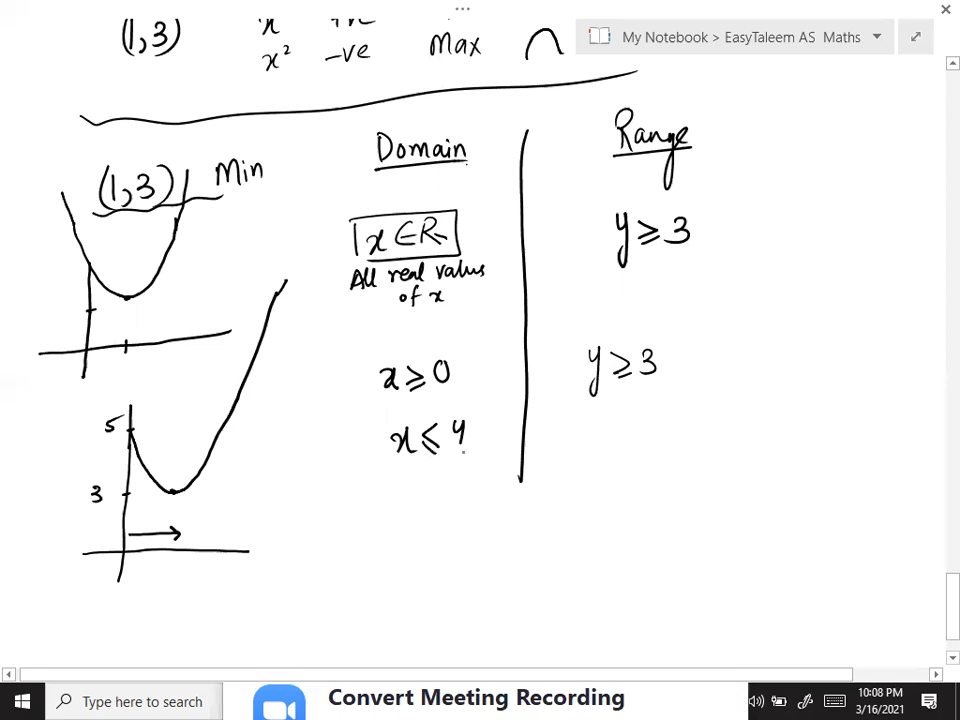 (1,3) x +ve
x² -ve Max
My Notebook > EasyTaleem AS Maths
Domain
Range
(1,3) Min
x ∈ R
y ⩾ 3
All real values
of x
x ⩾ 0
y ⩾ 3
5
x ⩽ 4
3
Type here to search
Convert Meeting Recording
10:08 PM
3/16/2021